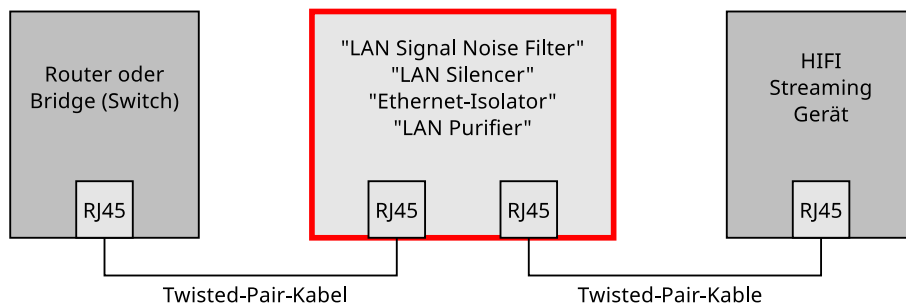 Router oder
Bridge (Switch)
RJ45
"LAN Signal Noise Filter"
"LAN Silencer"
"Ethernet-Isolator"
"LAN Purifier"
RJ45
RJ45
HIFI
Streaming
Gerät
RJ45
Twisted-Pair-Kabel
Twisted-Pair-Kable